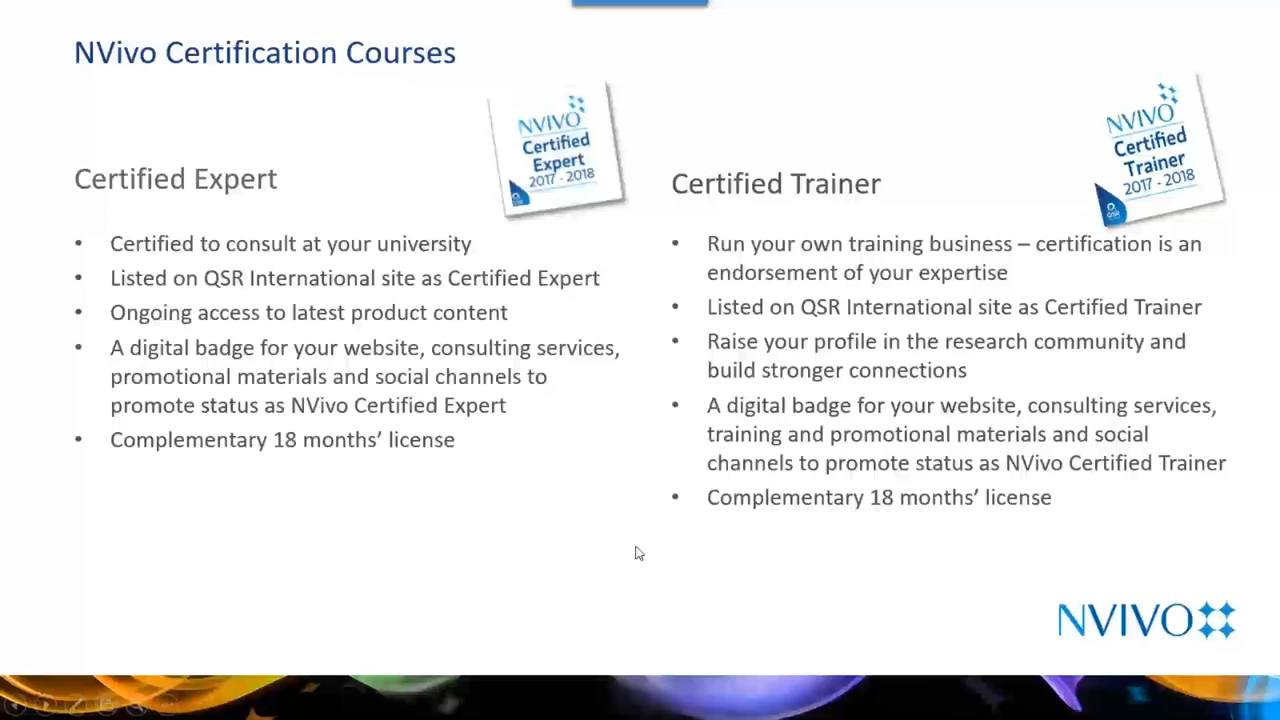 NVivo Certification Courses
NVIVO
Certified
Expert
2017 - 2018
QSR
Certified Expert
• Certified to consult at your university
• Listed on QSR International site as Certified Expert
• Ongoing access to latest product content
• A digital badge for your website, consulting services,
promotional materials and social channels to
promote status as NVivo Certified Expert
• Complementary 18 months’ license
NVIVO
Certified
Trainer
2017 - 2018
QSR
Certified Trainer
• Run your own training business – certification is an
endorsement of your expertise
• Listed on QSR International site as Certified Trainer
• Raise your profile in the research community and
build stronger connections
• A digital badge for your website, consulting services,
training and promotional materials and social
channels to promote status as NVivo Certified Trainer
• Complementary 18 months’ license
NVIVO